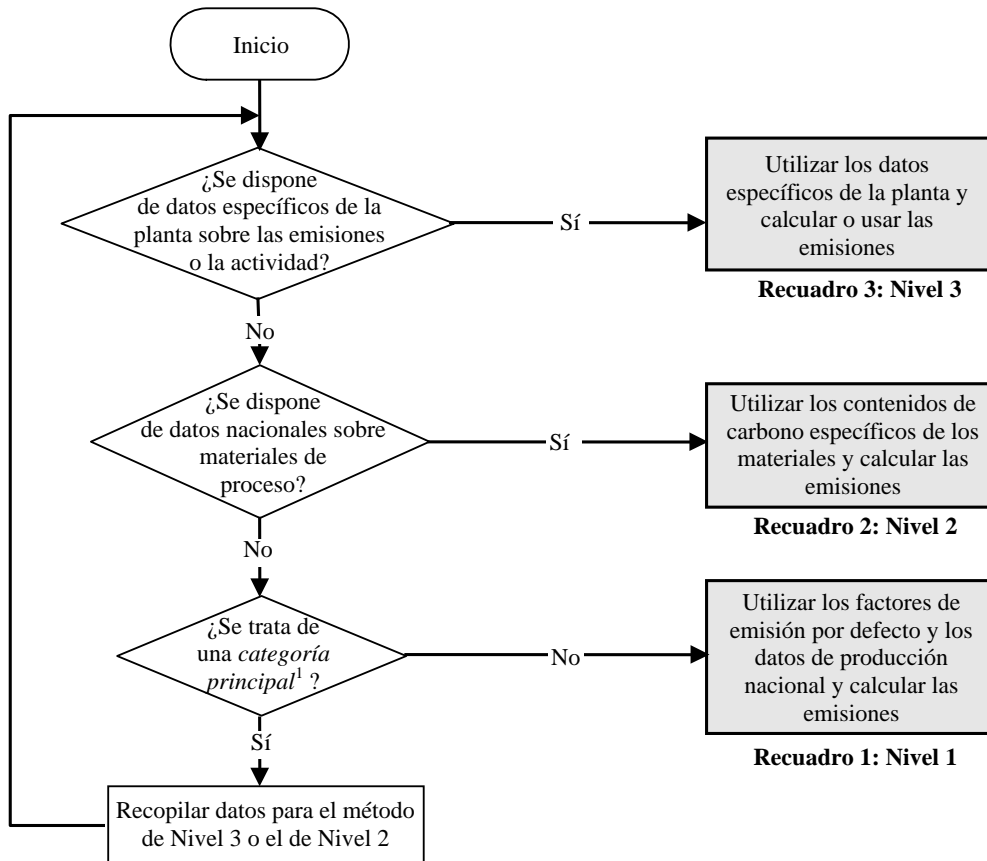 Inicio
¿Se dispone
de datos específicos de la
planta sobre las emisiones
o la actividad?
Sí
Utilizar los datos
específicos de la planta y
calcular o usar las
emisiones
Recuadro 3: Nivel 3
No
¿Se dispone
de datos nacionales sobre
materiales de
proceso?
Sí
Utilizar los contenidos de
carbono específicos de los
materiales y calcular las
emisiones
Recuadro 2: Nivel 2
No
¿Se trata de
una categoría
principal¹ ?
No
Utilizar los factores de
emisión por defecto y los
datos de producción
nacional y calcular las
emisiones
Recuadro 1: Nivel 1
Sí
Recopilar datos para el método
de Nivel 3 o el de Nivel 2